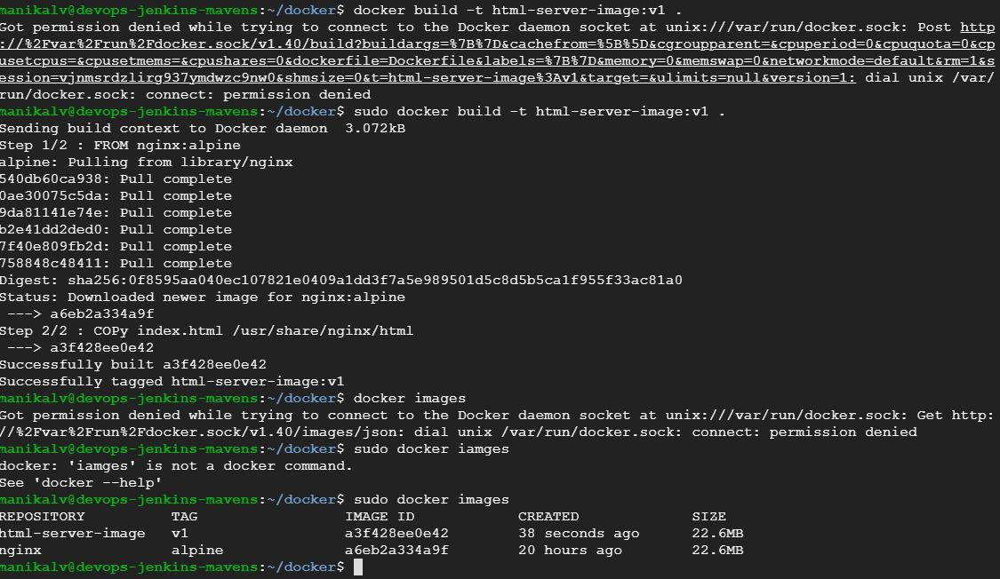 manikalv@devops-jenkins-mavens:~/docker$ docker build -t html-server-image:v1 .
Got permission denied while trying to connect to the Docker daemon socket at unix:///var/run/docker.sock: Post http
://%2Fvar%2Frun%2Fdocker.sock/v1.40/build?buildargs=%7B%7D&cachefrom=%5B%5D&cgroupparent=&cpuperiod=0&cpuquota=0&cp
usetcpus=&cpusetmems=&cpushares=0&dockerfile=Dockerfile&labels=%7B%7D&memory=0&memswap=0&networkmode=default&rm=1&s
ession=vjnmsrdzlirg937ymdwzc9nw0&shmsize=0&t=html-server-image%3Av1&target=&ulimits=null&version=1: dial unix /var/
run/docker.sock: connect: permission denied
manikalv@devops-jenkins-mavens:~/docker$ sudo docker build -t html-server-image:v1 .
Sending build context to Docker daemon  3.072kB
Step 1/2 : FROM nginx:alpine
alpine: Pulling from library/nginx
540db60ca938: Pull complete
0ae30075c5da: Pull complete
9da81141e74e: Pull complete
b2e41dd2ded0: Pull complete
7f40e809fb2d: Pull complete
758848c48411: Pull complete
Digest: sha256:0f8595aa040ec107821e0409a1dd3f7a5e989501d5c8d5b5ca1f955f33ac81a0
Status: Downloaded newer image for nginx:alpine
 ---> a6eb2a334a9f
Step 2/2 : COPy index.html /usr/share/nginx/html
 ---> a3f428ee0e42
Successfully built a3f428ee0e42
Successfully tagged html-server-image:v1
manikalv@devops-jenkins-mavens:~/docker$ docker images
Got permission denied while trying to connect to the Docker daemon socket at unix:///var/run/docker.sock: Get http:
//%2Fvar%2Frun%2Fdocker.sock/v1.40/images/json: dial unix /var/run/docker.sock: connect: permission denied
manikalv@devops-jenkins-mavens:~/docker$ sudo docker iamges
docker: 'iamges' is not a docker command.
See 'docker --help'
manikalv@devops-jenkins-mavens:~/docker$ sudo docker images
REPOSITORY          TAG                 IMAGE ID            CREATED             SIZE
html-server-image   v1                  a3f428ee0e42        38 seconds ago      22.6MB
nginx               alpine              a6eb2a334a9f        20 hours ago        22.6MB
manikalv@devops-jenkins-mavens:~/docker$